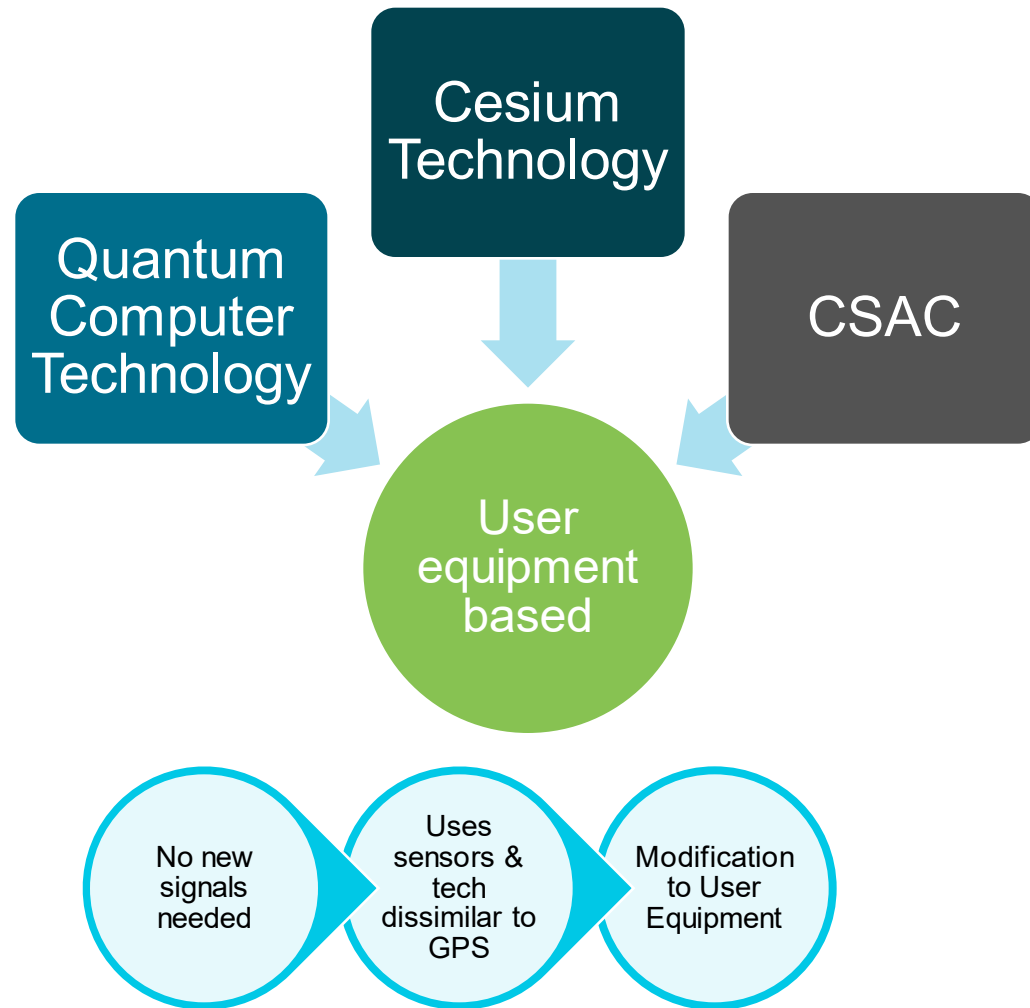 Cesium
Technology
Quantum
Computer
Technology
CSAC
User
equipment
based
No new
signals
needed
Uses
sensors &
tech
dissimilar to
GPS
Modification
to User
Equipment